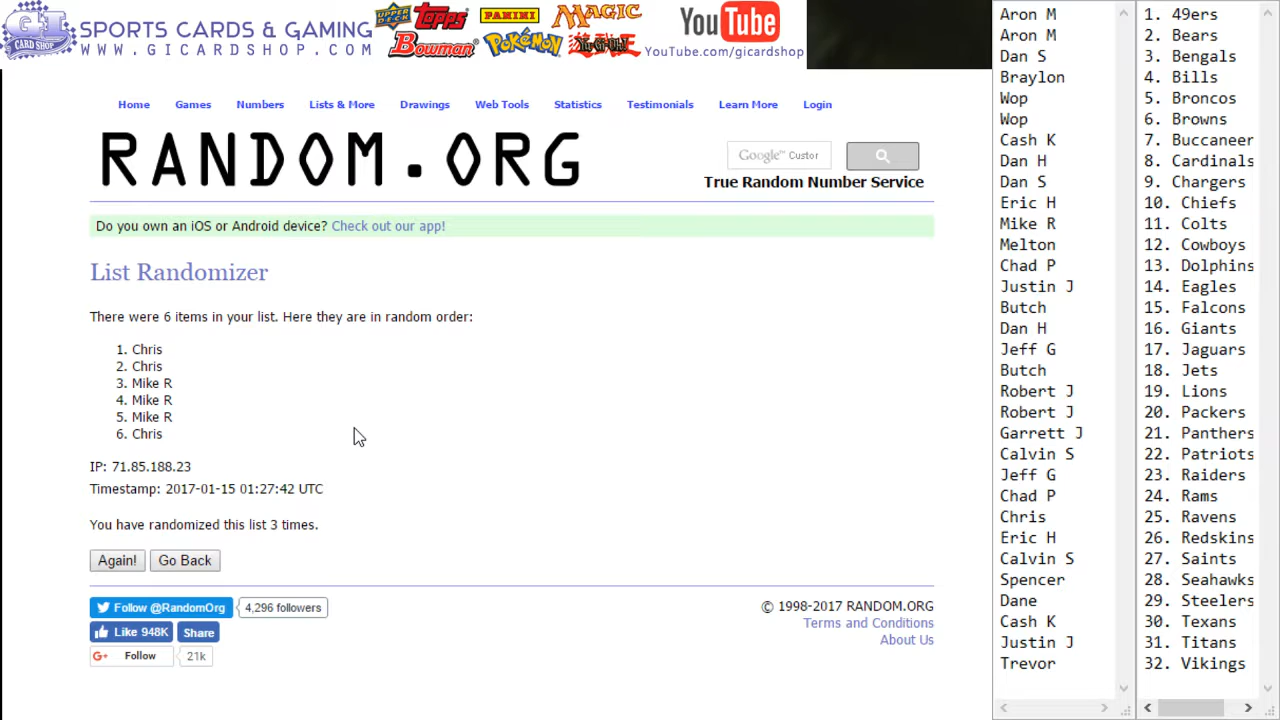 SPORTS CARDS & GAMING
WWW.GICARDSHOP.COM
GI
CARD SHOP
UPPER DECK
Topps
Bowman
PANINI
Pokémon
MAGIC
YouTube
YouTube.com/gicardshop
Home Games Numbers Lists & More Drawings Web Tools Statistics Testimonials Learn More Login
RANDOM.ORG
Google™ Custor
True Random Number Service
Do you own an iOS or Android device? Check out our app!
List Randomizer
There were 6 items in your list. Here they are in random order:
1. Chris
2. Chris
3. Mike R
4. Mike R
5. Mike R
6. Chris
IP: 71.85.188.23
Timestamp: 2017-01-15 01:27:42 UTC
You have randomized this list 3 times.
Again! Go Back
Follow @RandomOrg 4,296 followers
Like 948K Share
G+ Follow 21k
© 1998-2017 RANDOM.ORG
Terms and Conditions
About Us
Aron M
Aron M
Dan S
Braylon
Wop
Wop
Cash K
Dan H
Dan S
Eric H
Mike R
Melton
Chad P
Justin J
Butch
Dan H
Jeff G
Butch
Robert J
Robert J
Garrett J
Calvin S
Jeff G
Chad P
Chris
Eric H
Calvin S
Spencer
Dane
Cash K
Justin J
Trevor
1. 49ers
2. Bears
3. Bengals
4. Bills
5. Broncos
6. Browns
7. Buccaneer
8. Cardinals
9. Chargers
10. Chiefs
11. Colts
12. Cowboys
13. Dolphins
14. Eagles
15. Falcons
16. Giants
17. Jaguars
18. Jets
19. Lions
20. Packers
21. Panthers
22. Patriots
23. Raiders
24. Rams
25. Ravens
26. Redskins
27. Saints
28. Seahawks
29. Steelers
30. Texans
31. Titans
32. Vikings